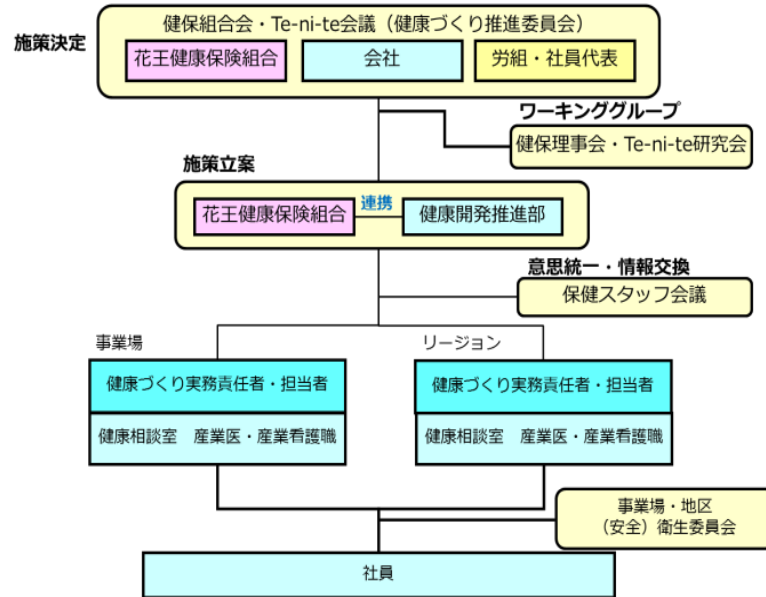 健保組合会・Te-ni-te会議（健康づくり推進委員会）
施策決定
花王健康保険組合
会社
労組・社員代表
ワーキンググループ
健保理事会・Te-ni-te研究会
施策立案
花王健康保険組合
連携
健康開発推進部
意思統一・情報交換
保健スタッフ会議
事業場
リージョン
健康づくり実務責任者・担当者
健康づくり実務責任者・担当者
健康相談室　産業医・産業看護職
健康相談室　産業医・産業看護職
事業場・地区
（安全）衛生委員会
社員